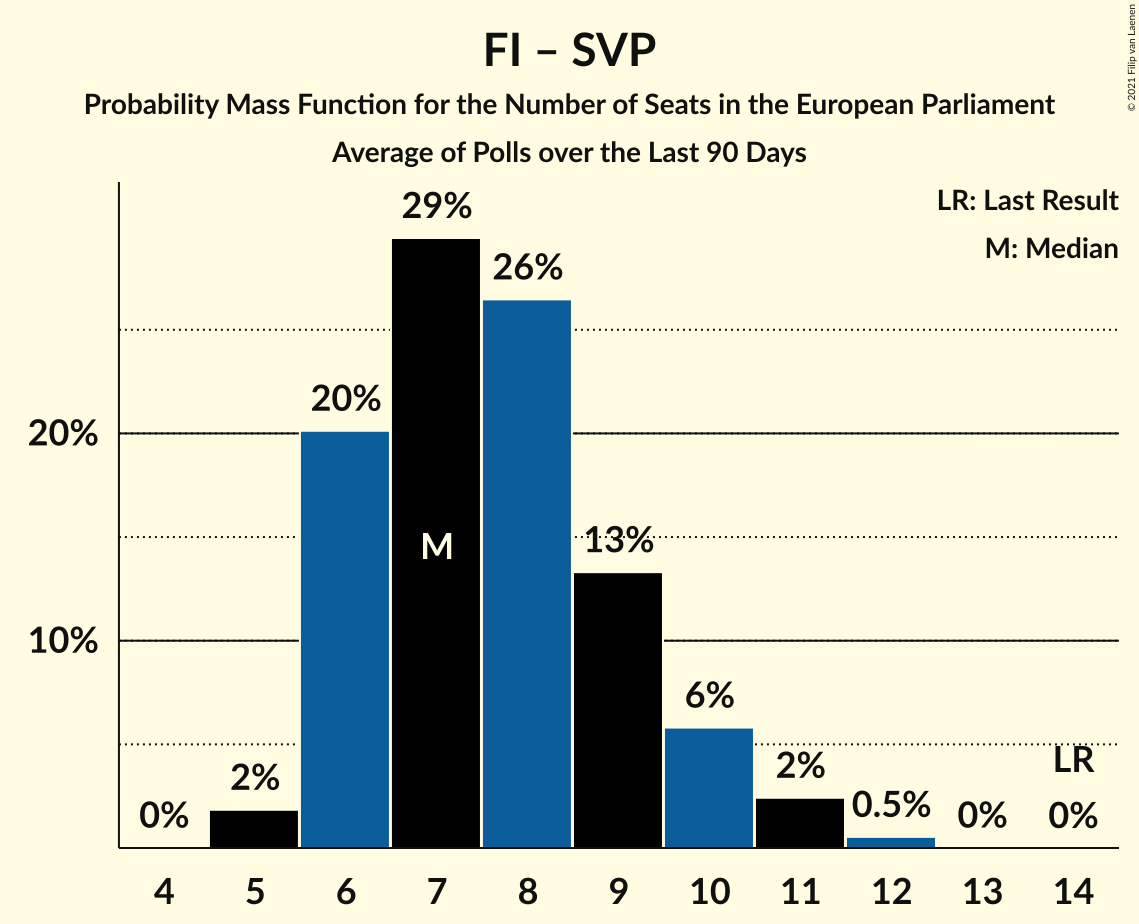 FI – SVP
Probability Mass Function for the Number of Seats in the European Parliament
Average of Polls over the Last 90 Days
© 2021 Filip van Laenen
LR: Last Result
M: Median
29%
26%
20%
20%
M
13%
10%
6%
LR
2%
2%
0.5%
0%
0%
0%
4 5 6 7 8 9 10 11 12 13 14